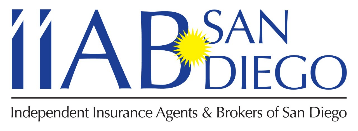 IIAB SAN DIEGO
Independent Insurance Agents & Brokers of San Diego